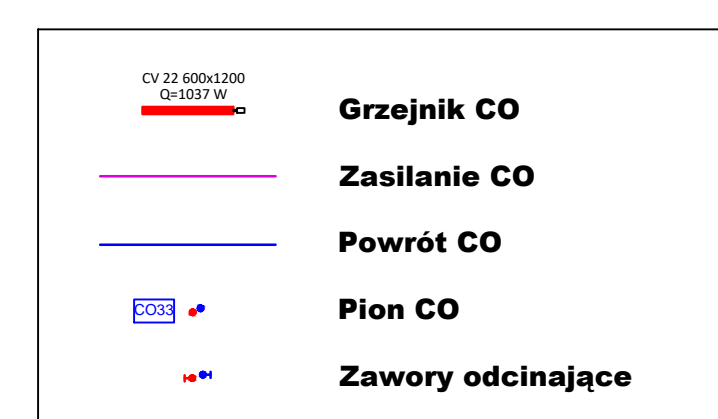 CV 22 600x1200
Q=1037 W
Grzejnik CO
Zasilanie CO
Powrót CO
CO33
Pion CO
Zawory odcinające